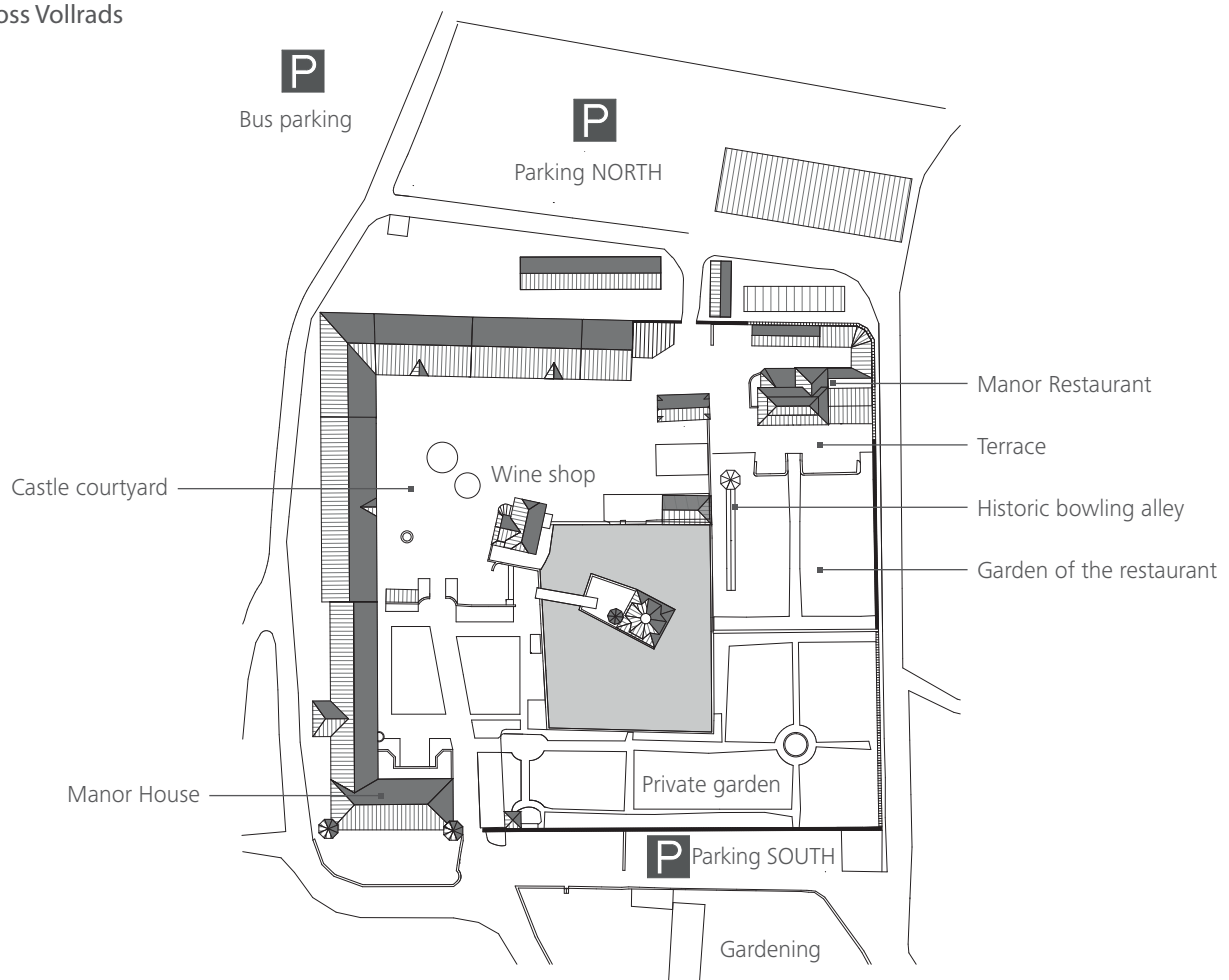 oss Vollrads
P
Bus parking
P
Parking NORTH
Manor Restaurant
Terrace
Castle courtyard
Wine shop
Historic bowling alley
Garden of the restaurant
Manor House
Private garden
P Parking SOUTH
Gardening